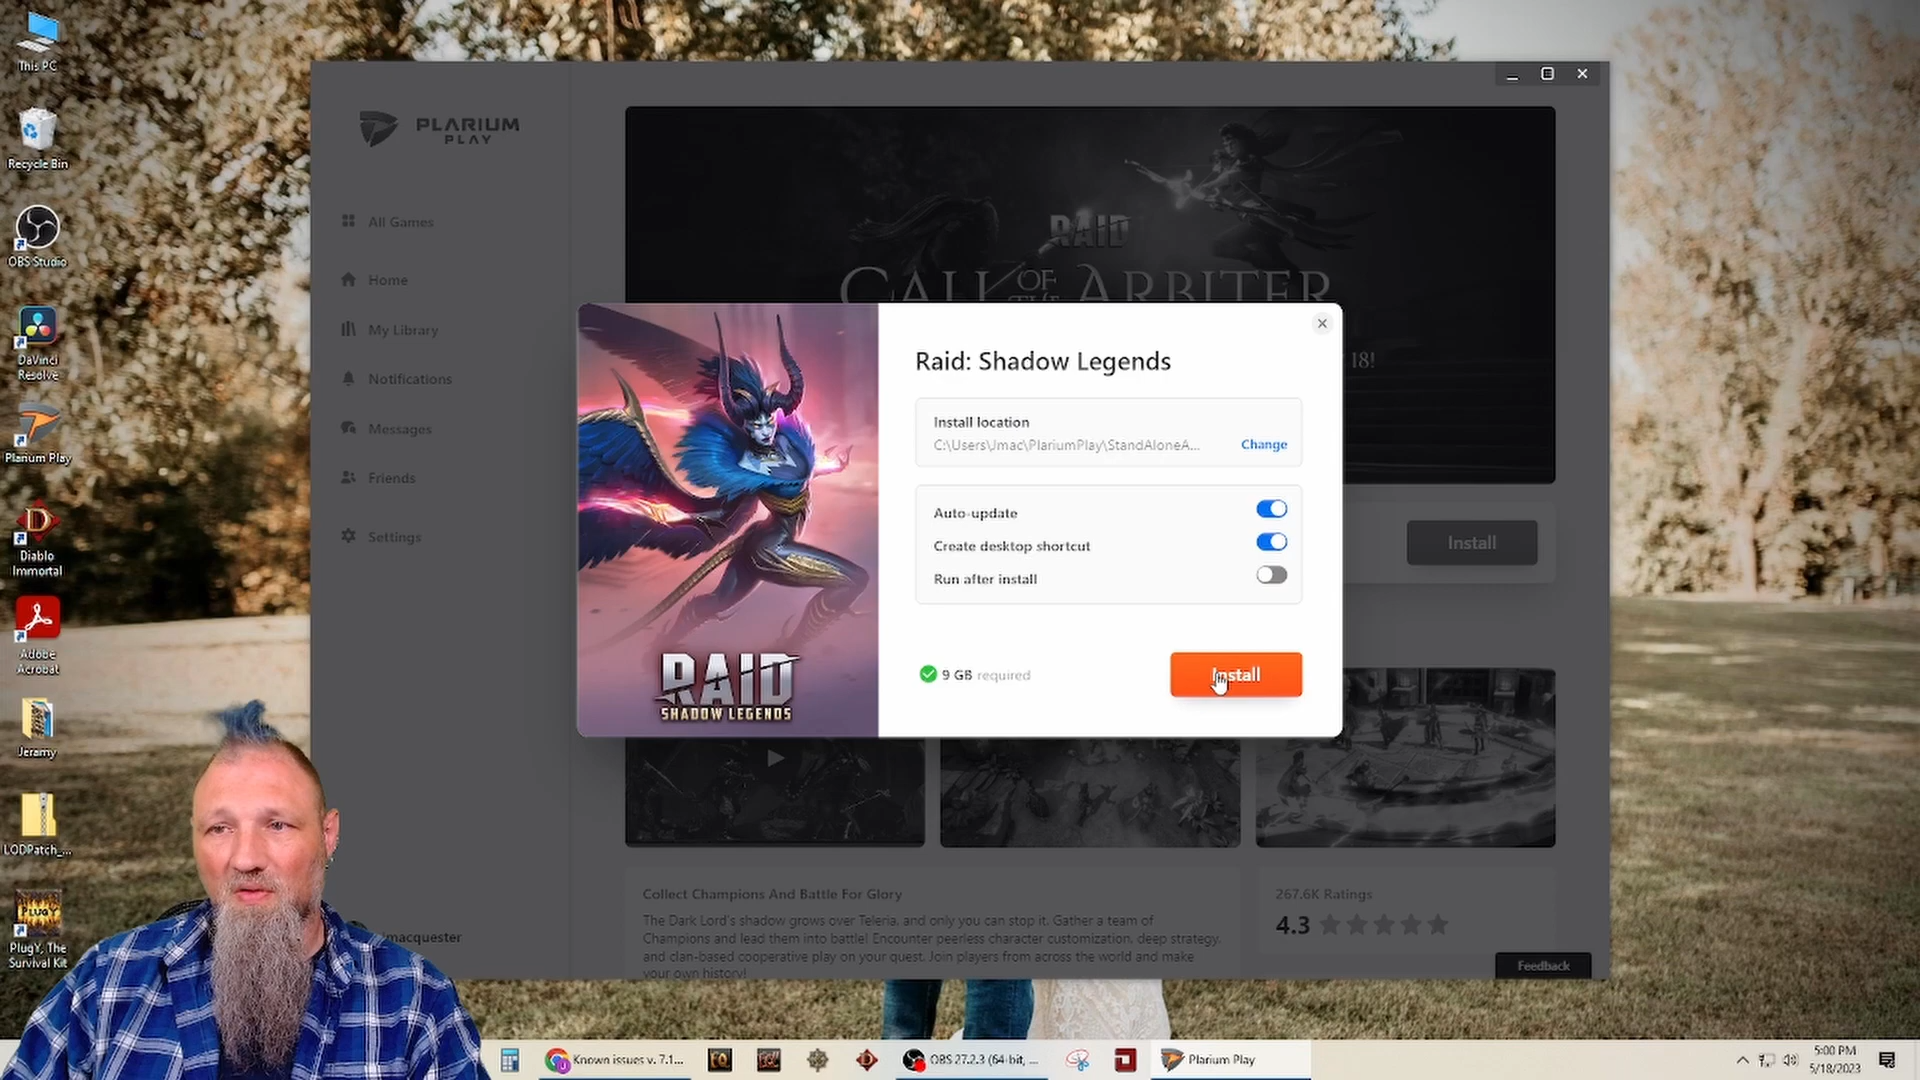 This PC
Recycle Bin
OBS Studio
DaVinci
Resolve
Plarium Play
Diablo
Immortal
Adobe
Acrobat
Jeramy
LODPatch_...
PlugY, The
Survival Kit
PLARIUM
PLAY
All Games
Home
My Library
Notifications
Messages
Friends
Settings
RAID
CALL OF THE ARBITER
18!
Install
Raid: Shadow Legends
Install location
C:\Users\Jmac\PlariumPlay\StandAloneA...
Change
Auto-update
Create desktop shortcut
Run after install
9 GB required
Install
RAID
SHADOW LEGENDS
Collect Champions And Battle For Glory
The Dark Lord's shadow grows over Teleria, and only you can stop it. Gather a team of
Champions and lead them into battle! Encounter peerless character customization, deep strategy,
and clan-based cooperative play on your quest. Join players from across the world and make
your own history!
267.6K Ratings
4.3
Feedback
Known issues v. 7.1...
OBS 27.2.3 (64-bit, ...
Plarium Play
5:00 PM
5/18/2023